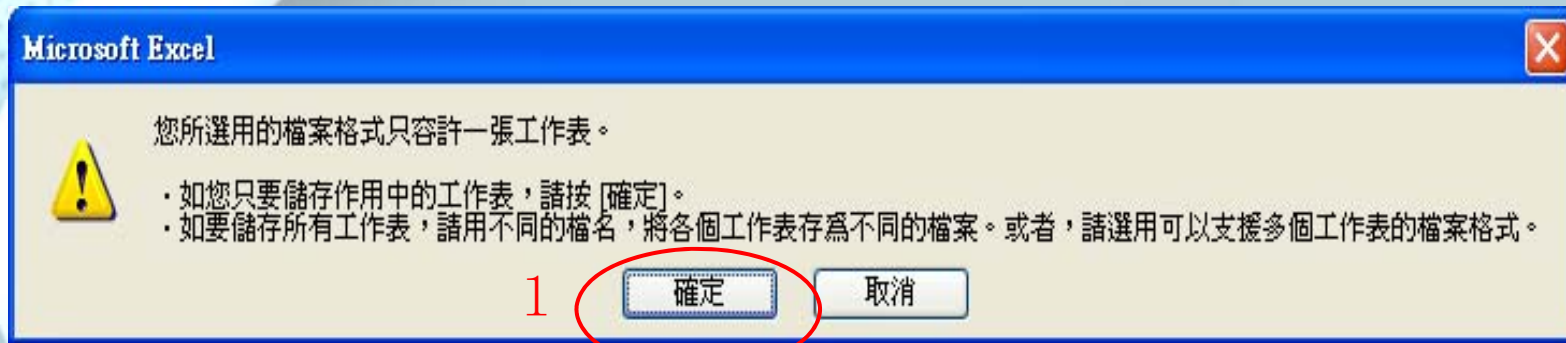 Microsoft Excel
您所選用的檔案格式只容許一張工作表。
‧如您只要儲存作用中的工作表，請按 [確定]。
‧如要儲存所有工作表，請用不同的檔名，將各個工作表存爲不同的檔案。或者，請選用可以支援多個工作表的檔案格式。
1 確定 取消